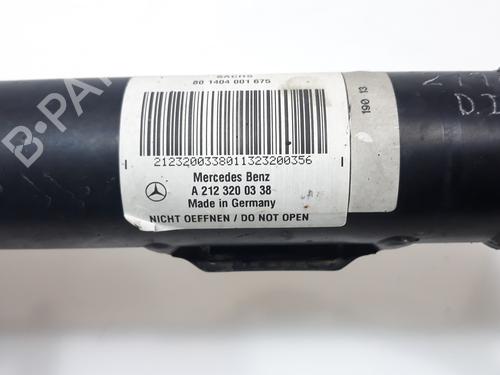 SACHS
80 1404 001 675
21232003380113232003​56
Mercedes Benz
A 212 320 03 38
Made in Germany
NICHT OEFFNEN / DO NOT OPEN
190 13
B-PARTS